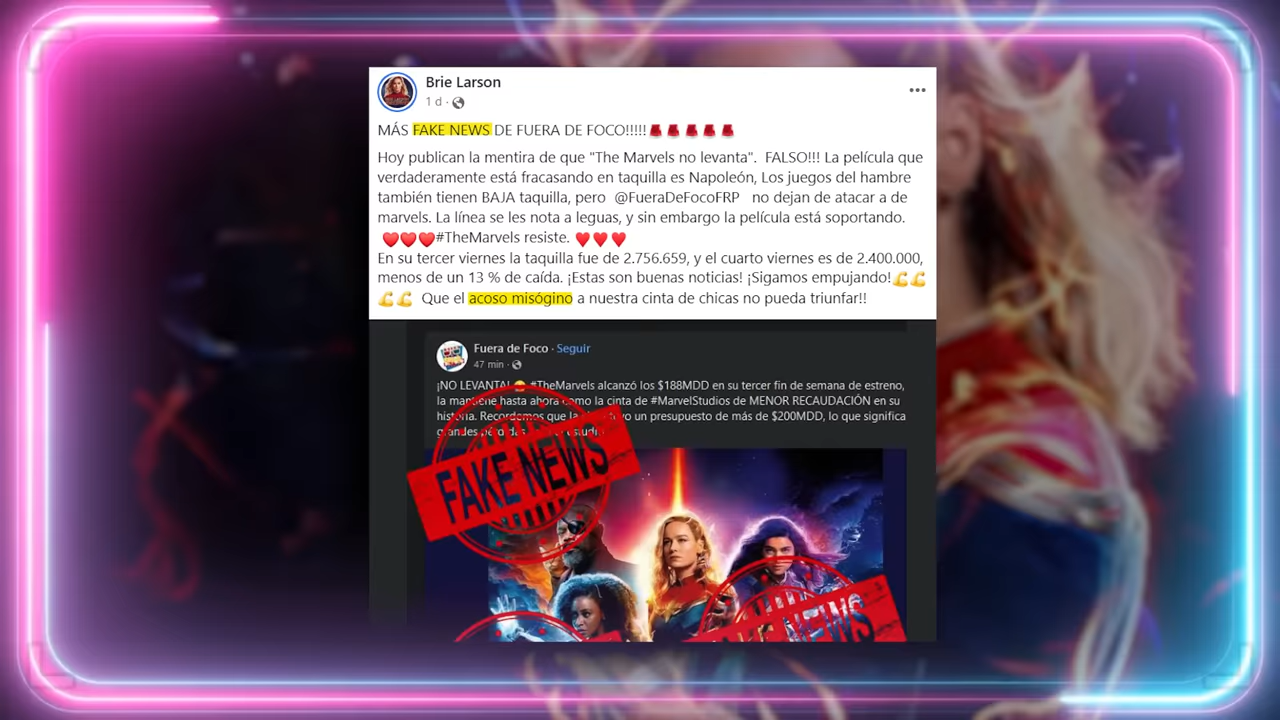 Brie Larson
1 d ·
MÁS FAKE NEWS DE FUERA DE FOCO!!!!!
Hoy publican la mentira de que "The Marvels no levanta". FALSO!!! La película que
verdaderamente está fracasando en taquilla es Napoleón, Los juegos del hambre
también tienen BAJA taquilla, pero @FueraDeFocoFRP no dejan de atacar a de
marvels. La línea se les nota a leguas, y sin embargo la película está soportando.
❤️❤️❤️#TheMarvels resiste. ♥️♥️♥️
En su tercer viernes la taquilla fue de 2.756.659, y el cuarto viernes es de 2.400.000,
menos de un 13 % de caída. ¡Estas son buenas noticias! ¡Sigamos empujando!💪💪
💪💪 Que el acoso misógino a nuestra cinta de chicas no pueda triunfar!!
Fuera de Foco · Seguir
47 min ·
¡NO LEVANTA! #TheMarvels alcanzó los $188MDD en su tercer fin de semana de estreno,
la mantiene hasta ahora como la cinta de #MarvelStudios de MENOR RECAUDACIÓN en su
historia. Recordemos que la un presupuesto de más de $200MDD, lo que significa
grandes
FAKE NEWS
FAKE NEWS